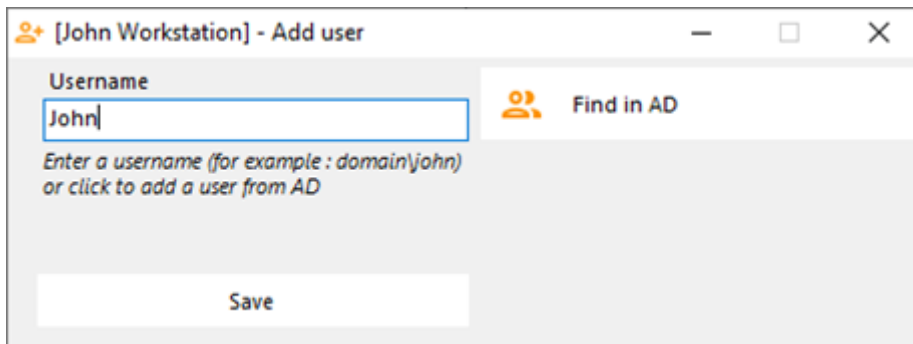 [John Workstation] - Add user
Username
John
Enter a username (for example : domain\john)
or click to add a user from AD
Find in AD
Save